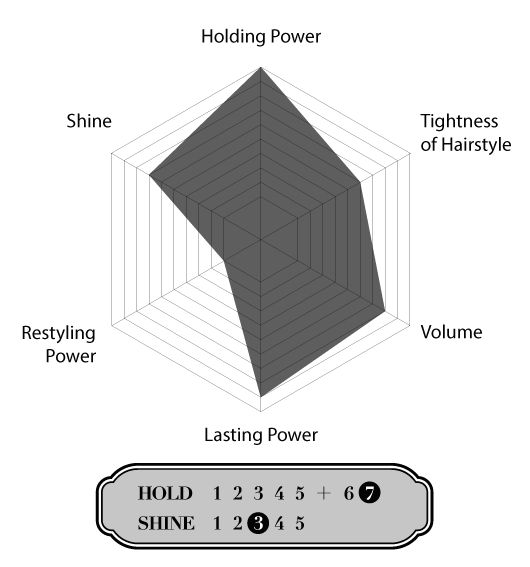 Holding Power
Shine
Tightness
of Hairstyle
Restyling
Power
Volume
Lasting Power
HOLD 1 2 3 4 5 + 6 7
SHINE 1 2 3 4 5